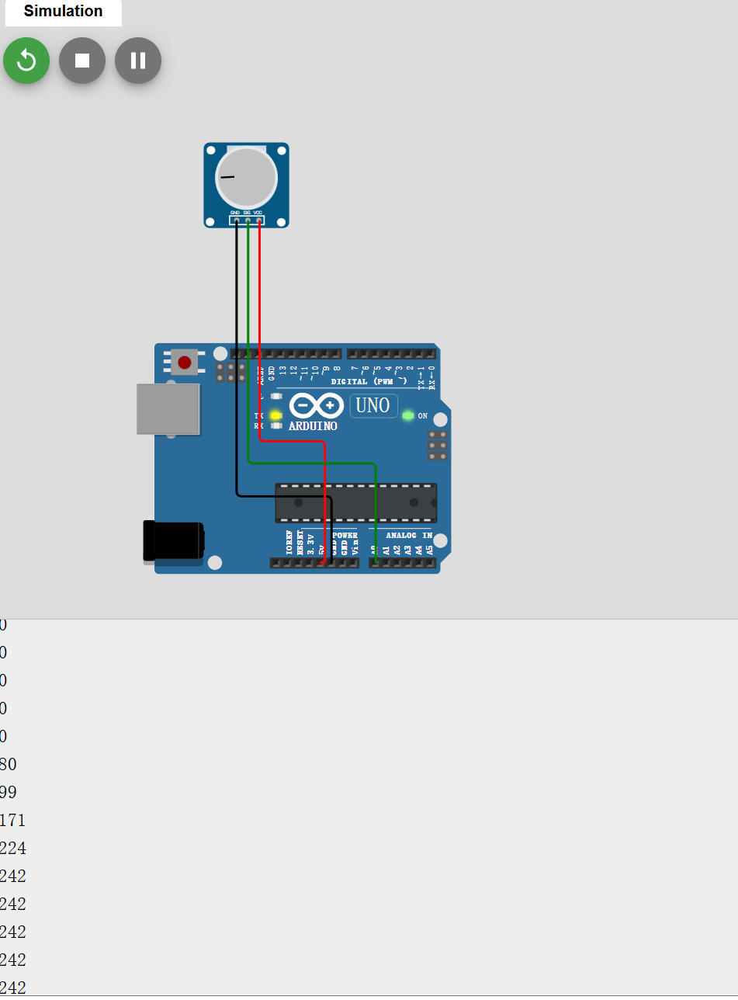 Simulation
GND SIG VCC
AREF
GND
13
12
~11
~10
~9
8
7
~6
~5
4
~3
2
TX→1
RX←0
DIGITAL (PWM ~)
L
TX
RX
UNO
ON
ARDUINO
POWER
ANALOG IN
IOREF
RESET
3.3V
5V
GND
GND
Vin
A0
A1
A2
A3
A4
A5
0
0
0
0
0
80
99
171
224
242
242
242
242
242